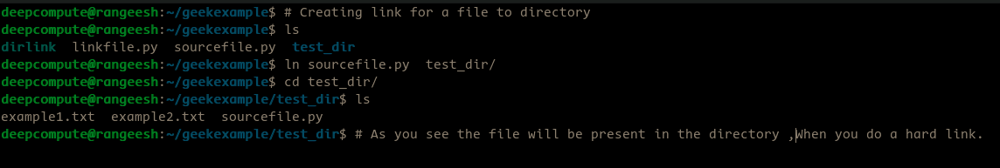 deepcompute@rangeesh:~/geekexample$ # Creating link for a file to directory
deepcompute@rangeesh:~/geekexample$ ls
dirlink  linkfile.py  sourcefile.py  test_dir
deepcompute@rangeesh:~/geekexample$ ln sourcefile.py  test_dir/
deepcompute@rangeesh:~/geekexample$ cd test_dir/
deepcompute@rangeesh:~/geekexample/test_dir$ ls
example1.txt  example2.txt  sourcefile.py
deepcompute@rangeesh:~/geekexample/test_dir$ # As you see the file will be present in the directory ,When you do a hard link.